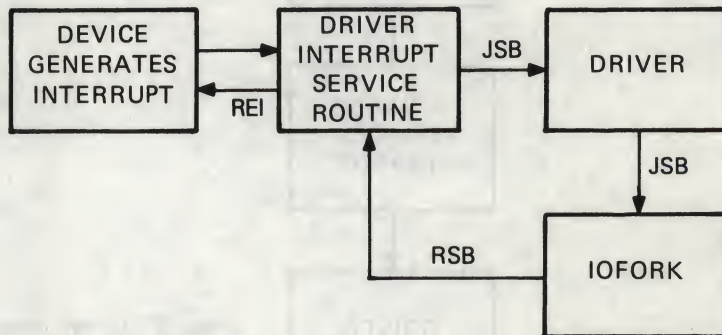 DEVICE
GENERATES
INTERRUPT
REI
DRIVER
INTERRUPT
SERVICE
ROUTINE
JSB
DRIVER
JSB
IOFORK
RSB